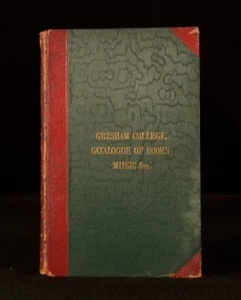 GRESHAM COLLEGE,
CATALOGUE OF BOOKS
MUSIC &c.